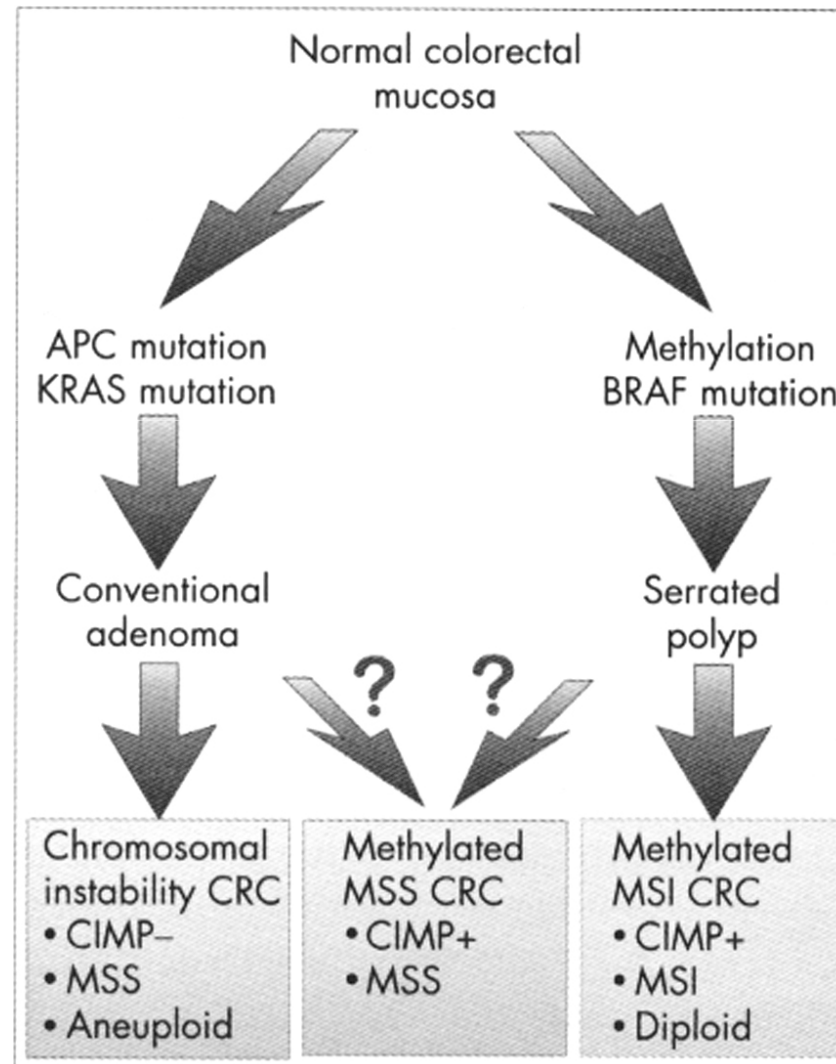 Normal colorectal
mucosa
APC mutation
KRAS mutation
Methylation
BRAF mutation
Conventional
adenoma
Serrated
polyp
?
?
Chromosomal
instability CRC
• CIMP–
• MSS
• Aneuploid
Methylated
MSS CRC
• CIMP+
• MSS
Methylated
MSI CRC
• CIMP+
• MSI
• Diploid